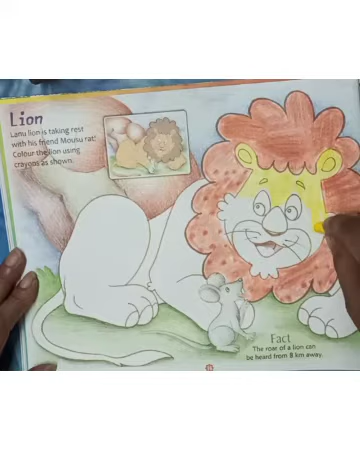 Lion
Lanu lion is taking rest
with his friend Mousu rat!
Colour the lion using
crayons as shown.
Fact
The roar of a lion can
be heard from 8 km away.